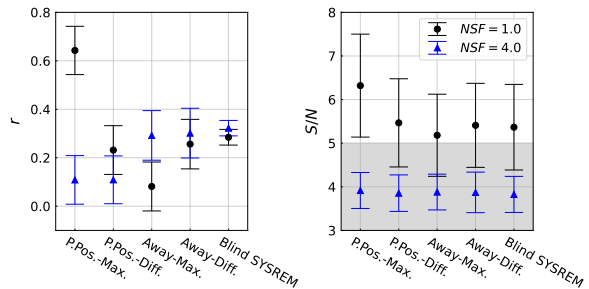 0.8
0.6
0.4
0.2
0.0
r
P.Pos.-Max.
P.Pos.-Diff.
Away-Max.
Away-Diff.
Blind SYSREM
8
7
6
5
4
3
S/N
NSF = 1.0
NSF = 4.0
P.Pos.-Max.
P.Pos.-Diff.
Away-Max.
Away-Diff.
Blind SYSREM